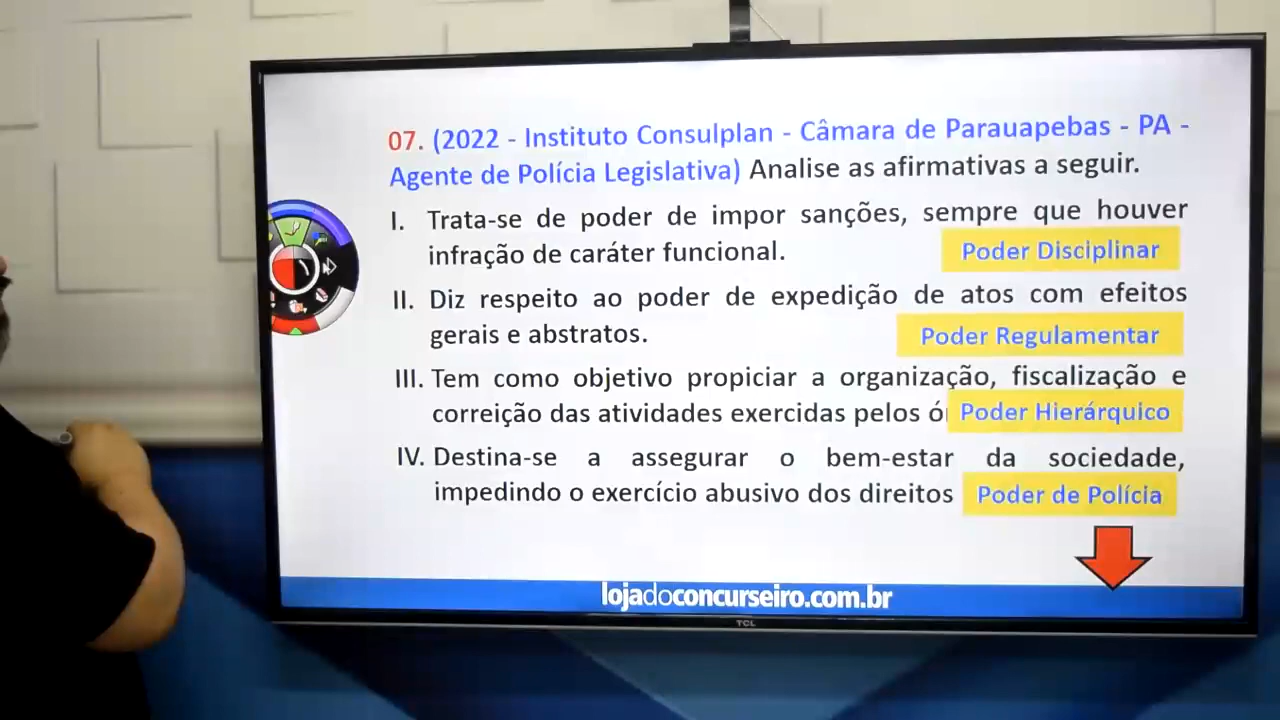 07. (2022 - Instituto Consulplan - Câmara de Parauapebas - PA -
Agente de Polícia Legislativa) Analise as afirmativas a seguir.
I. Trata-se de poder de impor sanções, sempre que houver
infração de caráter funcional.
Poder Disciplinar
II. Diz respeito ao poder de expedição de atos com efeitos
gerais e abstratos.
Poder Regulamentar
III. Tem como objetivo propiciar a organização, fiscalização e
correição das atividades exercidas pelos
Poder Hierárquico
IV. Destina-se a assegurar o bem-estar da sociedade,
impedindo o exercício abusivo dos direitos
Poder de Polícia
lojadoconcurseiro.com.br
TCL